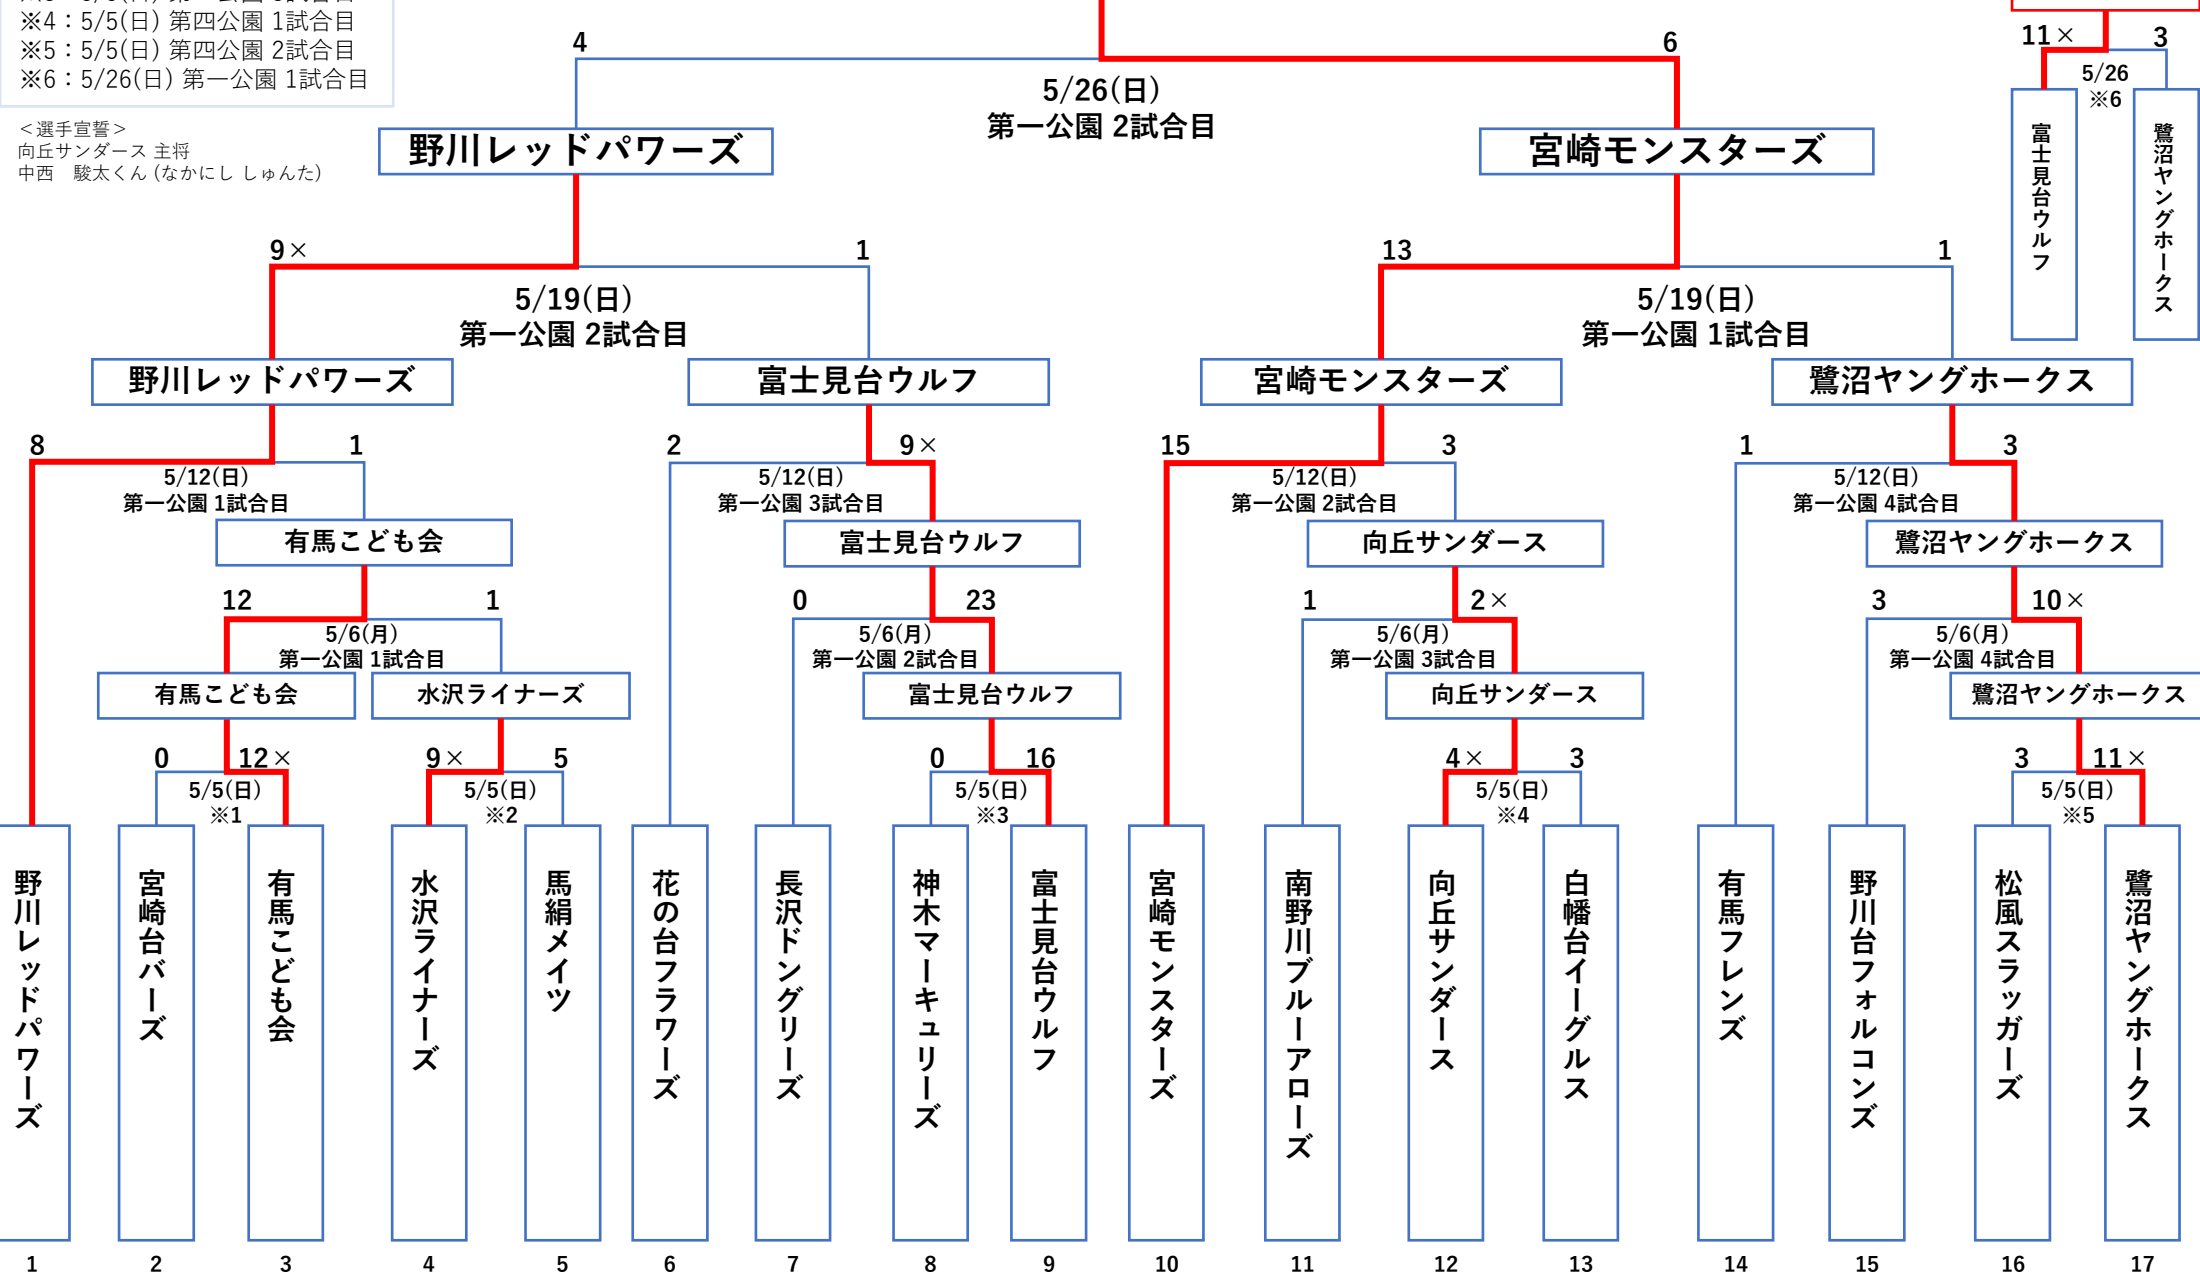 ※4：5/5(日) 第四公園 1試合目
※5：5/5(日) 第四公園 2試合目
※6：5/26(日) 第一公園 1試合目
＜選手宣誓＞
向丘サンダース 主将
中西　駿太くん (なかにし しゅんた)
4
6
5/26(日)
第一公園 2試合目
野川レッドパワーズ
宮崎モンスターズ
11×
3
5/26
※6
富士見台ウルフ
鷺沼ヤングホークス
9×
1
5/19(日)
第一公園 2試合目
13
1
5/19(日)
第一公園 1試合目
野川レッドパワーズ
富士見台ウルフ
宮崎モンスターズ
鷺沼ヤングホークス
8
1
5/12(日)
第一公園 1試合目
2
9×
5/12(日)
第一公園 3試合目
15
3
5/12(日)
第一公園 2試合目
1
3
5/12(日)
第一公園 4試合目
有馬こども会
富士見台ウルフ
向丘サンダース
鷺沼ヤングホークス
12
1
5/6(月)
第一公園 1試合目
0
23
5/6(月)
第一公園 2試合目
1
2×
5/6(月)
第一公園 3試合目
3
10×
5/6(月)
第一公園 4試合目
有馬こども会
水沢ライナーズ
富士見台ウルフ
向丘サンダース
鷺沼ヤングホークス
0
12×
5/5(日)
※1
9×
5
5/5(日)
※2
0
16
5/5(日)
※3
4×
3
5/5(日)
※4
3
11×
5/5(日)
※5
野川レッドパワーズ
宮崎台バーズ
有馬こども会
水沢ライナーズ
馬絹メイツ
花の台フラワーズ
長沢ドングリーズ
神木マーキュリーズ
富士見台ウルフ
宮崎モンスターズ
南野川ブルーアローズ
向丘サンダース
白幡台イーグルス
有馬フレンズ
野川台フォルコンズ
松風スラッガーズ
鷺沼ヤングホークス
1
2
3
4
5
6
7
8
9
10
11
12
13
14
15
16
17